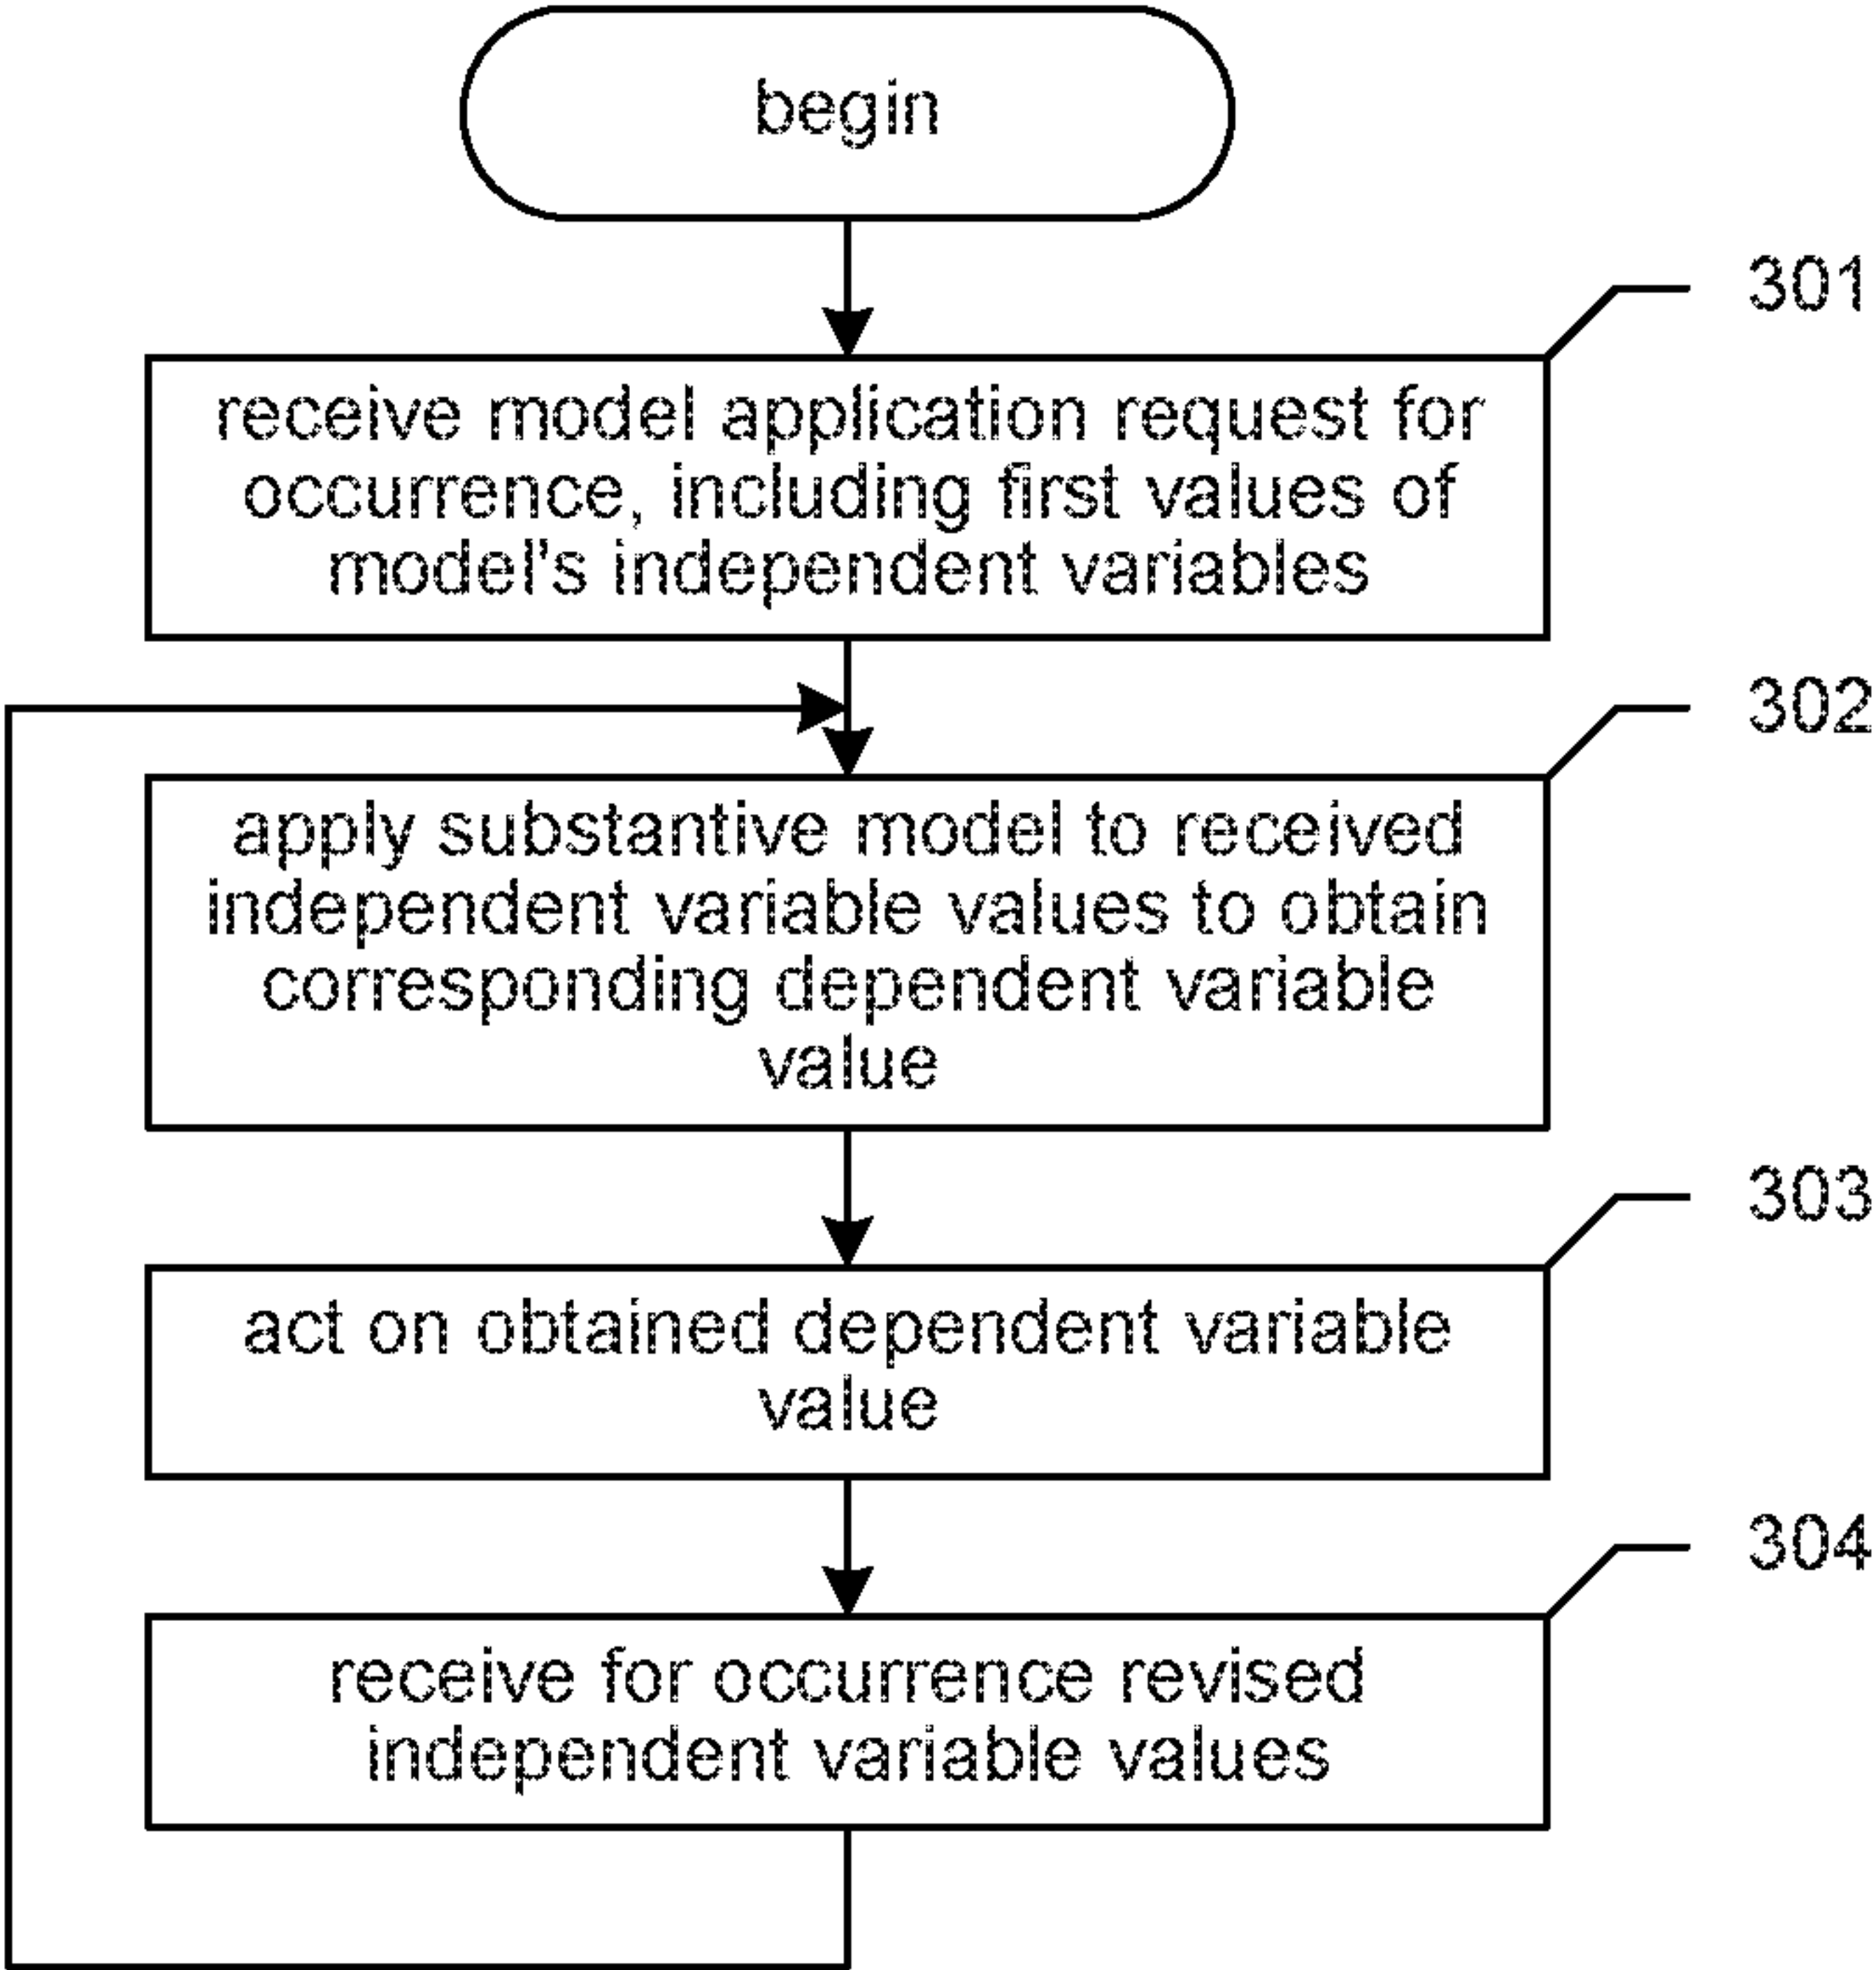 begin
301
receive model application request for
occurrence, including first values of
model's independent variables
302
apply substantive model to received
independent variable values to obtain
corresponding dependent variable
value
303
act on obtained dependent variable
value
304
receive for occurrence revised
independent variable values